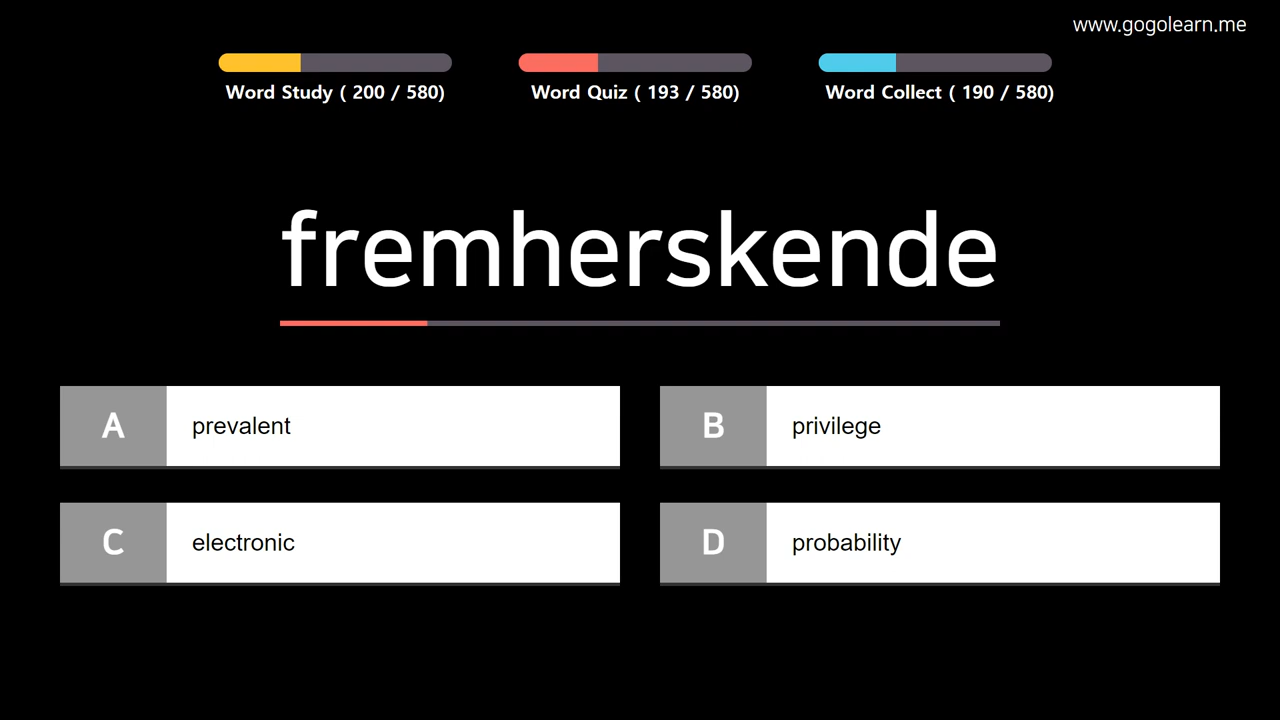 www.gogolearn.me
Word Study ( 200 / 580)
Word Quiz ( 193 / 580)
Word Collect ( 190 / 580)
fremherskende
A prevalent
B privilege
C electronic
D probability